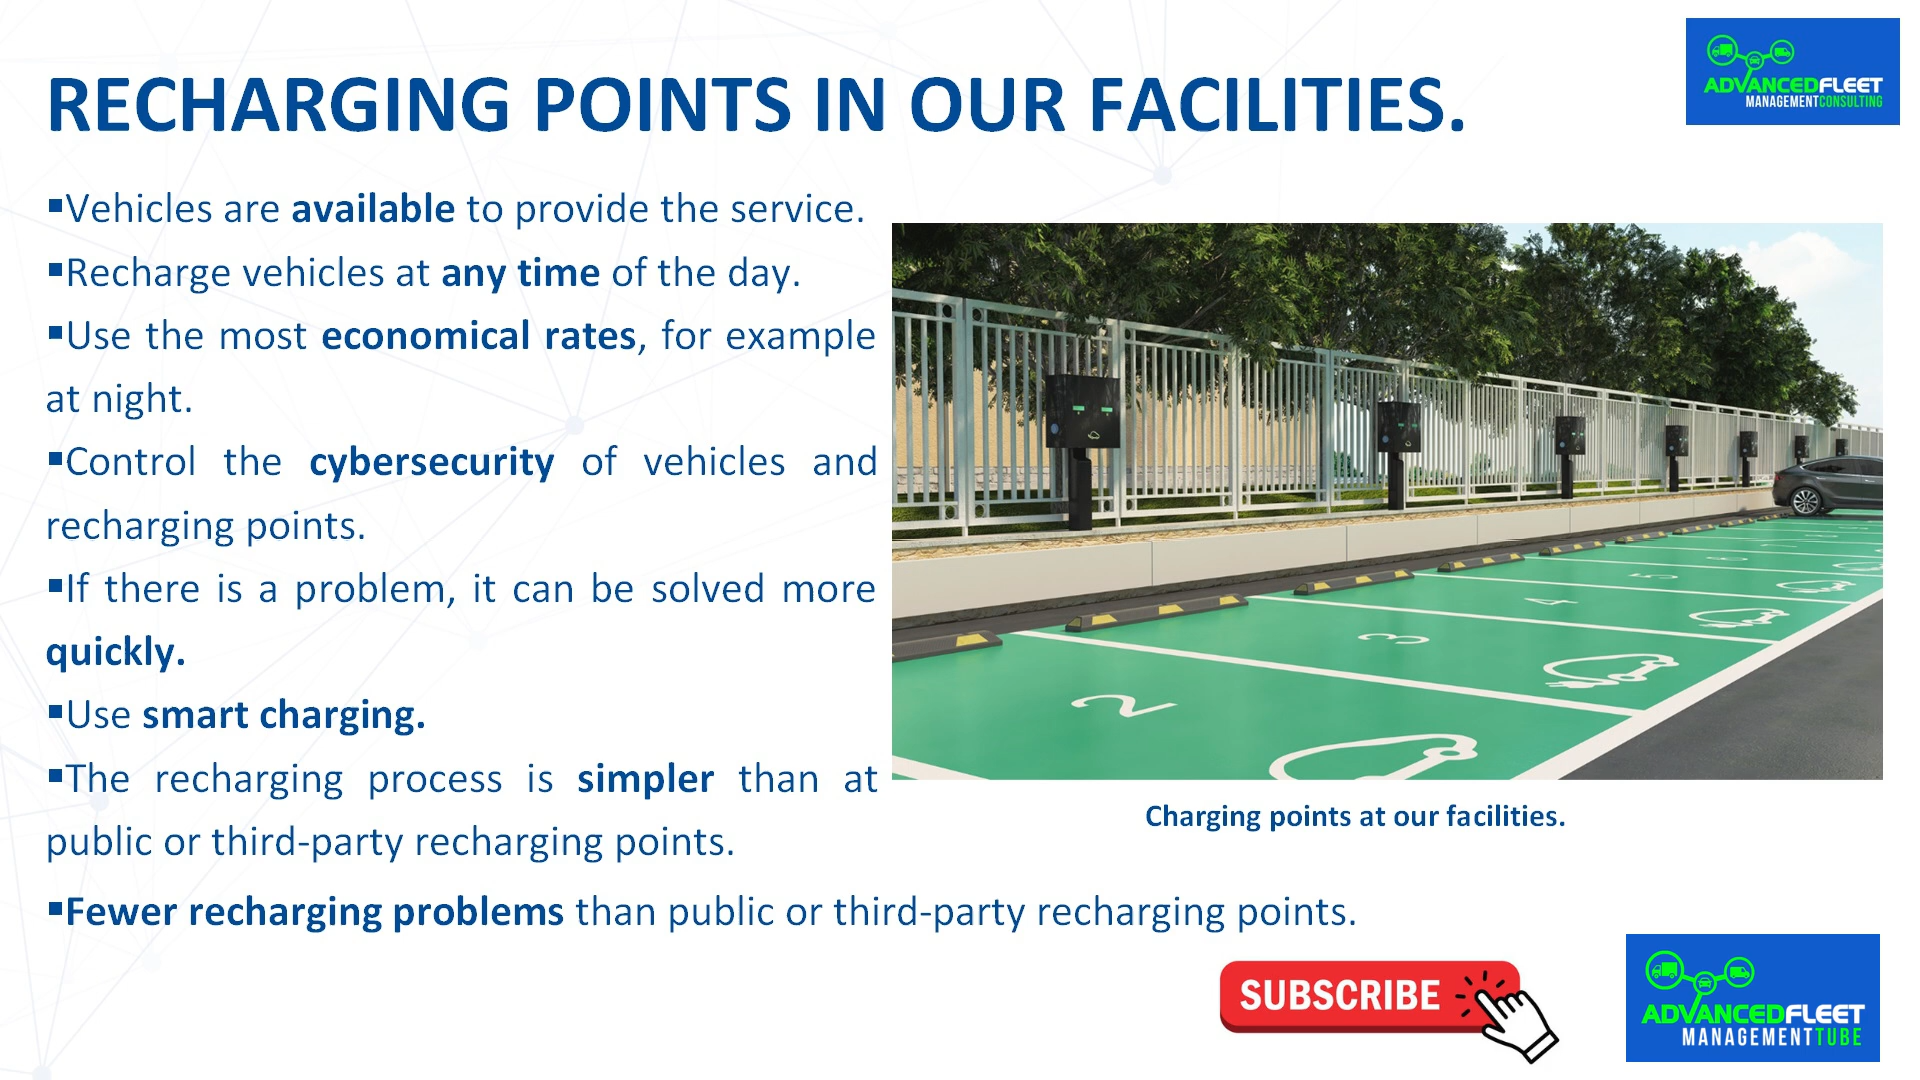 RECHARGING POINTS IN OUR FACILITIES.
ADVANCEDFLEET
MANAGEMENTCONSULTING
▪Vehicles are available to provide the service.
▪Recharge vehicles at any time of the day.
▪Use the most economical rates, for example
at night.
▪Control the cybersecurity of vehicles and
recharging points.
▪If there is a problem, it can be solved more
quickly.
▪Use smart charging.
▪The recharging process is simpler than at
public or third-party recharging points.
▪Fewer recharging problems than public or third-party recharging points.
2
3
4
5
Charging points at our facilities.
SUBSCRIBE
ADVANCEDFLEET
MANAGEMENTTUBE